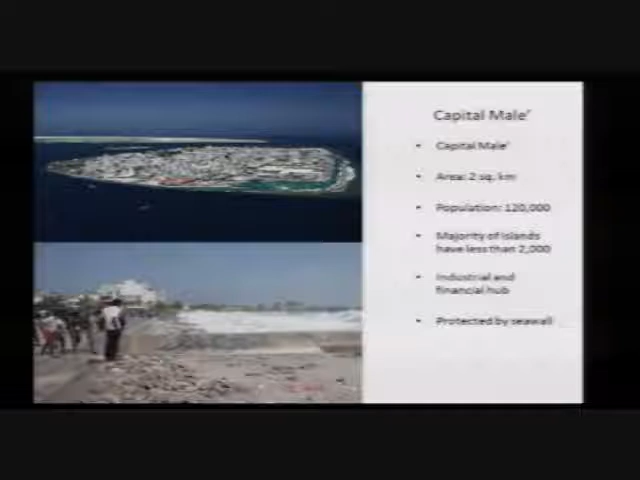 Capital Male'
• Capital Male'
• Area: 2 sq. km
• Population: 120,000
• Majority of islands
have less than 2,000
• Industrial and
financial hub
• Protected by seawall